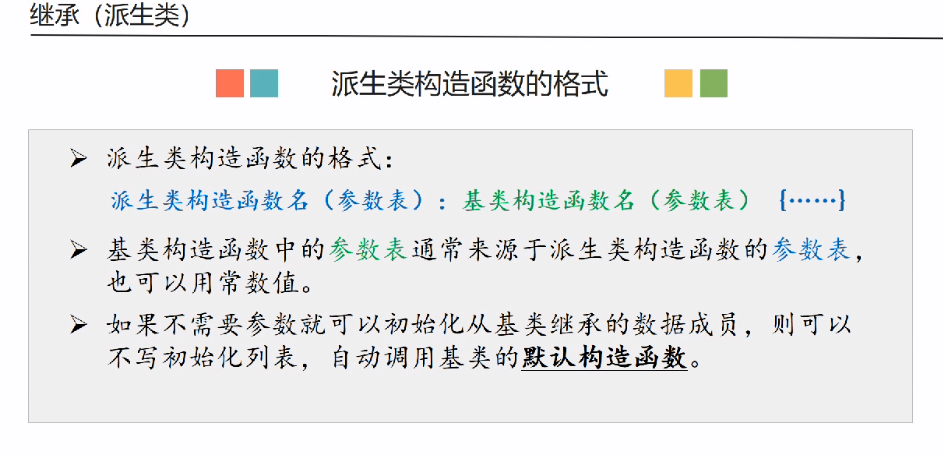 继承（派生类）
派生类构造函数的格式
➢ 派生类构造函数的格式：
派生类构造函数名（参数表）：基类构造函数名（参数表） {……}
➢ 基类构造函数中的参数表通常来源于派生类构造函数的参数表，
也可以用常数值。
➢ 如果不需要参数就可以初始化从基类继承的数据成员，则可以
不写初始化列表，自动调用基类的默认构造函数。